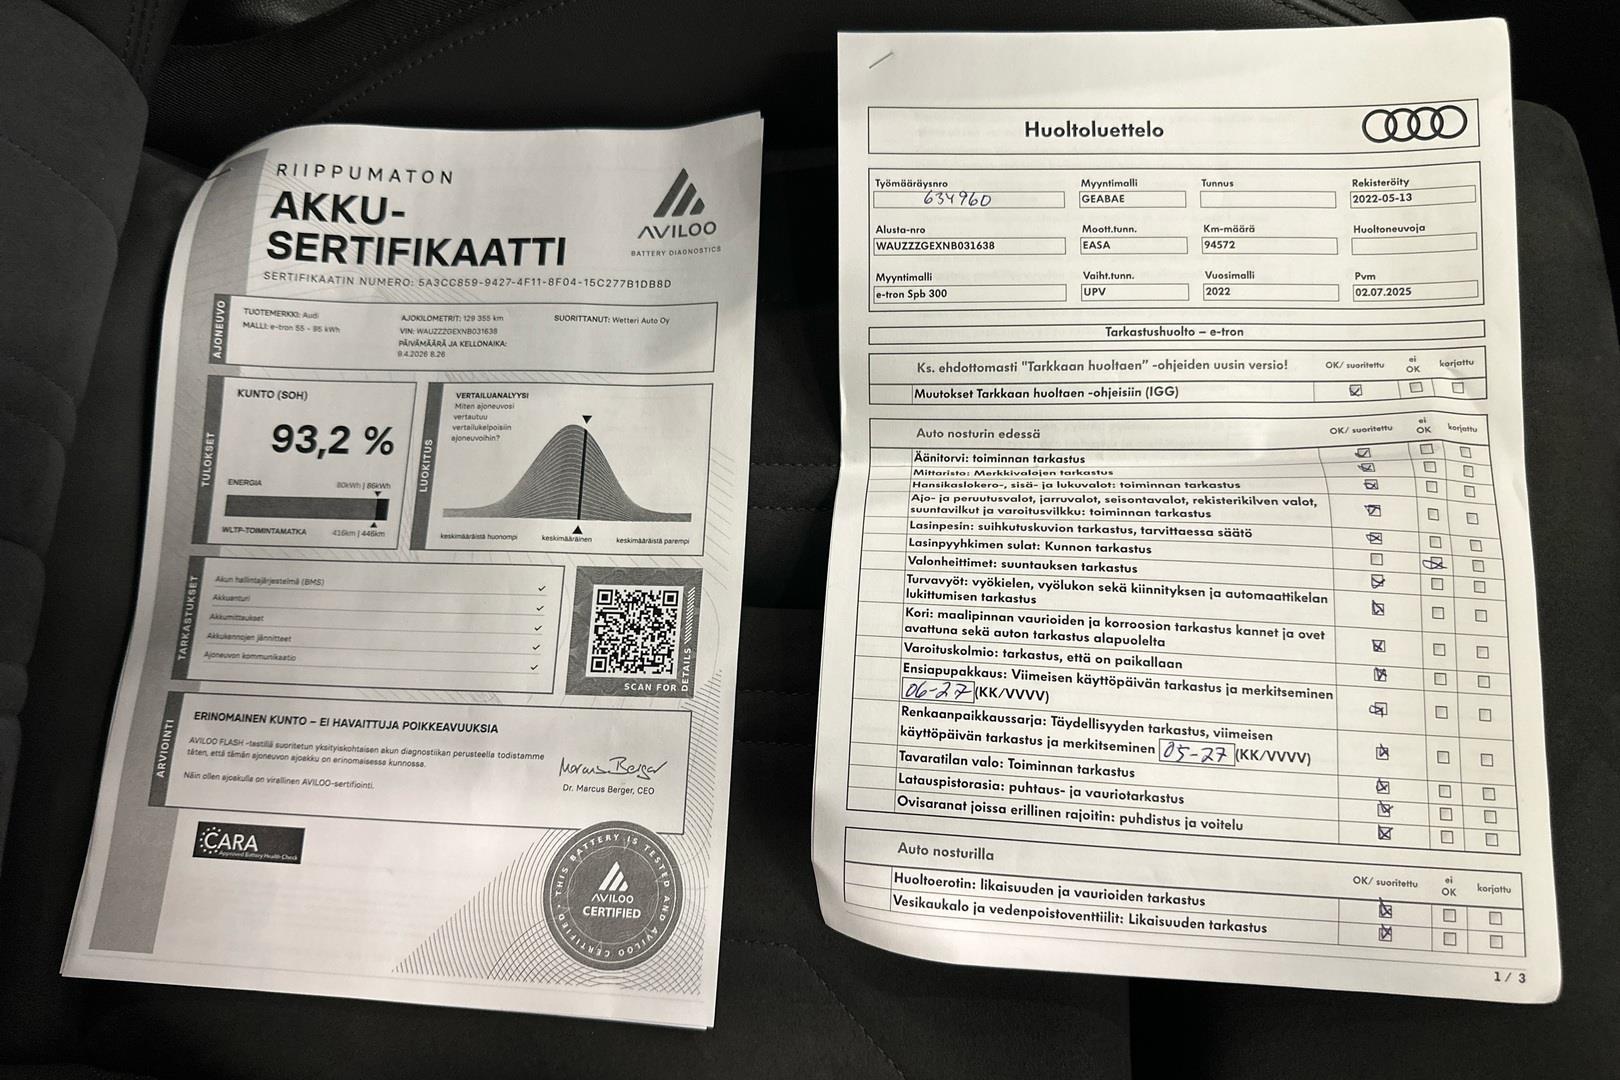 RIIPPUMATON
AKKU-
SERTIFIKAATTI
AVILOO
BATTERY DIAGNOSTICS
SERTIFIKAATIN NUMERO: 5A3CC859-9427-4F11-8F04-15C277B1DB8D
AJONEUVO
TUOTEMERKKI: Audi
MALLI: e-tron 55 - 95 kWh
AJOKILOMETRIT: 129 355 km
VIN: WAUZZZGEXNB031638
PÄIVÄMÄÄRÄ JA KELLONAIKA:
9.4.2026 8.26
SUORITTANUT: Wetteri Auto Oy
TULOKSET
KUNTO (SOH)
93,2 %
ENERGIA
80kWh | 86kWh
WLTP-TOIMINTAMATKA
416km | 446km
LUOKITUS
VERTAILUANALYYSI
Miten ajoneuvosi
vertautuu
vertailukelpoisiin
ajoneuvoihin?
keskimääräistä huonompi
keskimääräinen
keskimääräistä parempi
TARKASTUKSET
Akun hallintajärjestelmä (BMS)
Akkuanturi
Akkumittaukset
Akkukennojen jännitteet
Ajoneuvon kommunikaatio
SCAN FOR DETAILS
ARVIOINTI
ERINOMAINEN KUNTO – EI HAVAITTUJA POIKKEAVUUKSIA
AVILOO FLASH -testillä suoritetun yksityiskohtaisen akun diagnostiikan perusteella todistamme
täten, että tämän ajoneuvon ajoakku on erinomaisessa kunnossa.
Näin ollen ajoakulla on virallinen AVILOO-sertifiointi.
Marcus Berger
Dr. Marcus Berger, CEO
CARA
Approved Battery Health Check
THIS BATTERY IS TESTED AND AVILOO CERTIFIED
AVILOO
CERTIFIED
Huoltoluettelo
Työmääräysnro
Myyntimalli
Tunnus
Rekisteröity
634960
GEABAE
2022-05-13
Alusta-nro
Moott.tunn.
Km-määrä
Huoltoneuvoja
WAUZZZGEXNB031638
EASA
94572
Myyntimalli
Vaiht.tunn.
Vuosimalli
Pvm
e-tron Spb 300
UPV
2022
02.07.2025
Tarkastushuolto – e-tron
Ks. ehdottomasti "Tarkkaan huoltaen" -ohjeiden uusin versio!
OK/ suoritettu
ei
OK
korjattu
Muutokset Tarkkaan huoltaen -ohjeisiin (IGG)
Auto nosturin edessä
OK/ suoritettu
ei
OK
korjattu
Äänitorvi: toiminnan tarkastus
Mittaristo: Merkkivalojen tarkastus
Hansikaslokero-, sisä- ja lukuvalot: toiminnan tarkastus
Ajo- ja peruutusvalot, jarruvalot, seisontavalot, rekisterikilven valot,
suuntavilkut ja varoitusvilkku: toiminnan tarkastus
Lasinpesin: suihkutuskuvion tarkastus, tarvittaessa säätö
Lasinpyyhkimen sulat: Kunnon tarkastus
Valonheittimet: suuntauksen tarkastus
Turvavyöt: vyökielen, vyölukon sekä kiinnityksen ja automaattikelan
lukittumisen tarkastus
Kori: maalipinnan vaurioiden ja korroosion tarkastus kannet ja ovet
avattuna sekä auton tarkastus alapuolelta
Varoituskolmio: tarkastus, että on paikallaan
Ensiapupakkaus: Viimeisen käyttöpäivän tarkastus ja merkitseminen
06-27 (KK/VVVV)
Renkaanpaikkaussarja: Täydellisyyden tarkastus, viimeisen
käyttöpäivän tarkastus ja merkitseminen 05-27 (KK/VVVV)
Tavaratilan valo: Toiminnan tarkastus
Latauspistorasia: puhtaus- ja vauriotarkastus
Ovisaranat joissa erillinen rajoitin: puhdistus ja voitelu
Auto nosturilla
OK/ suoritettu
ei
OK
korjattu
Huoltoerotin: likaisuuden ja vaurioiden tarkastus
Vesikaukalo ja vedenpoistoventtiilit: Likaisuuden tarkastus
1 / 3